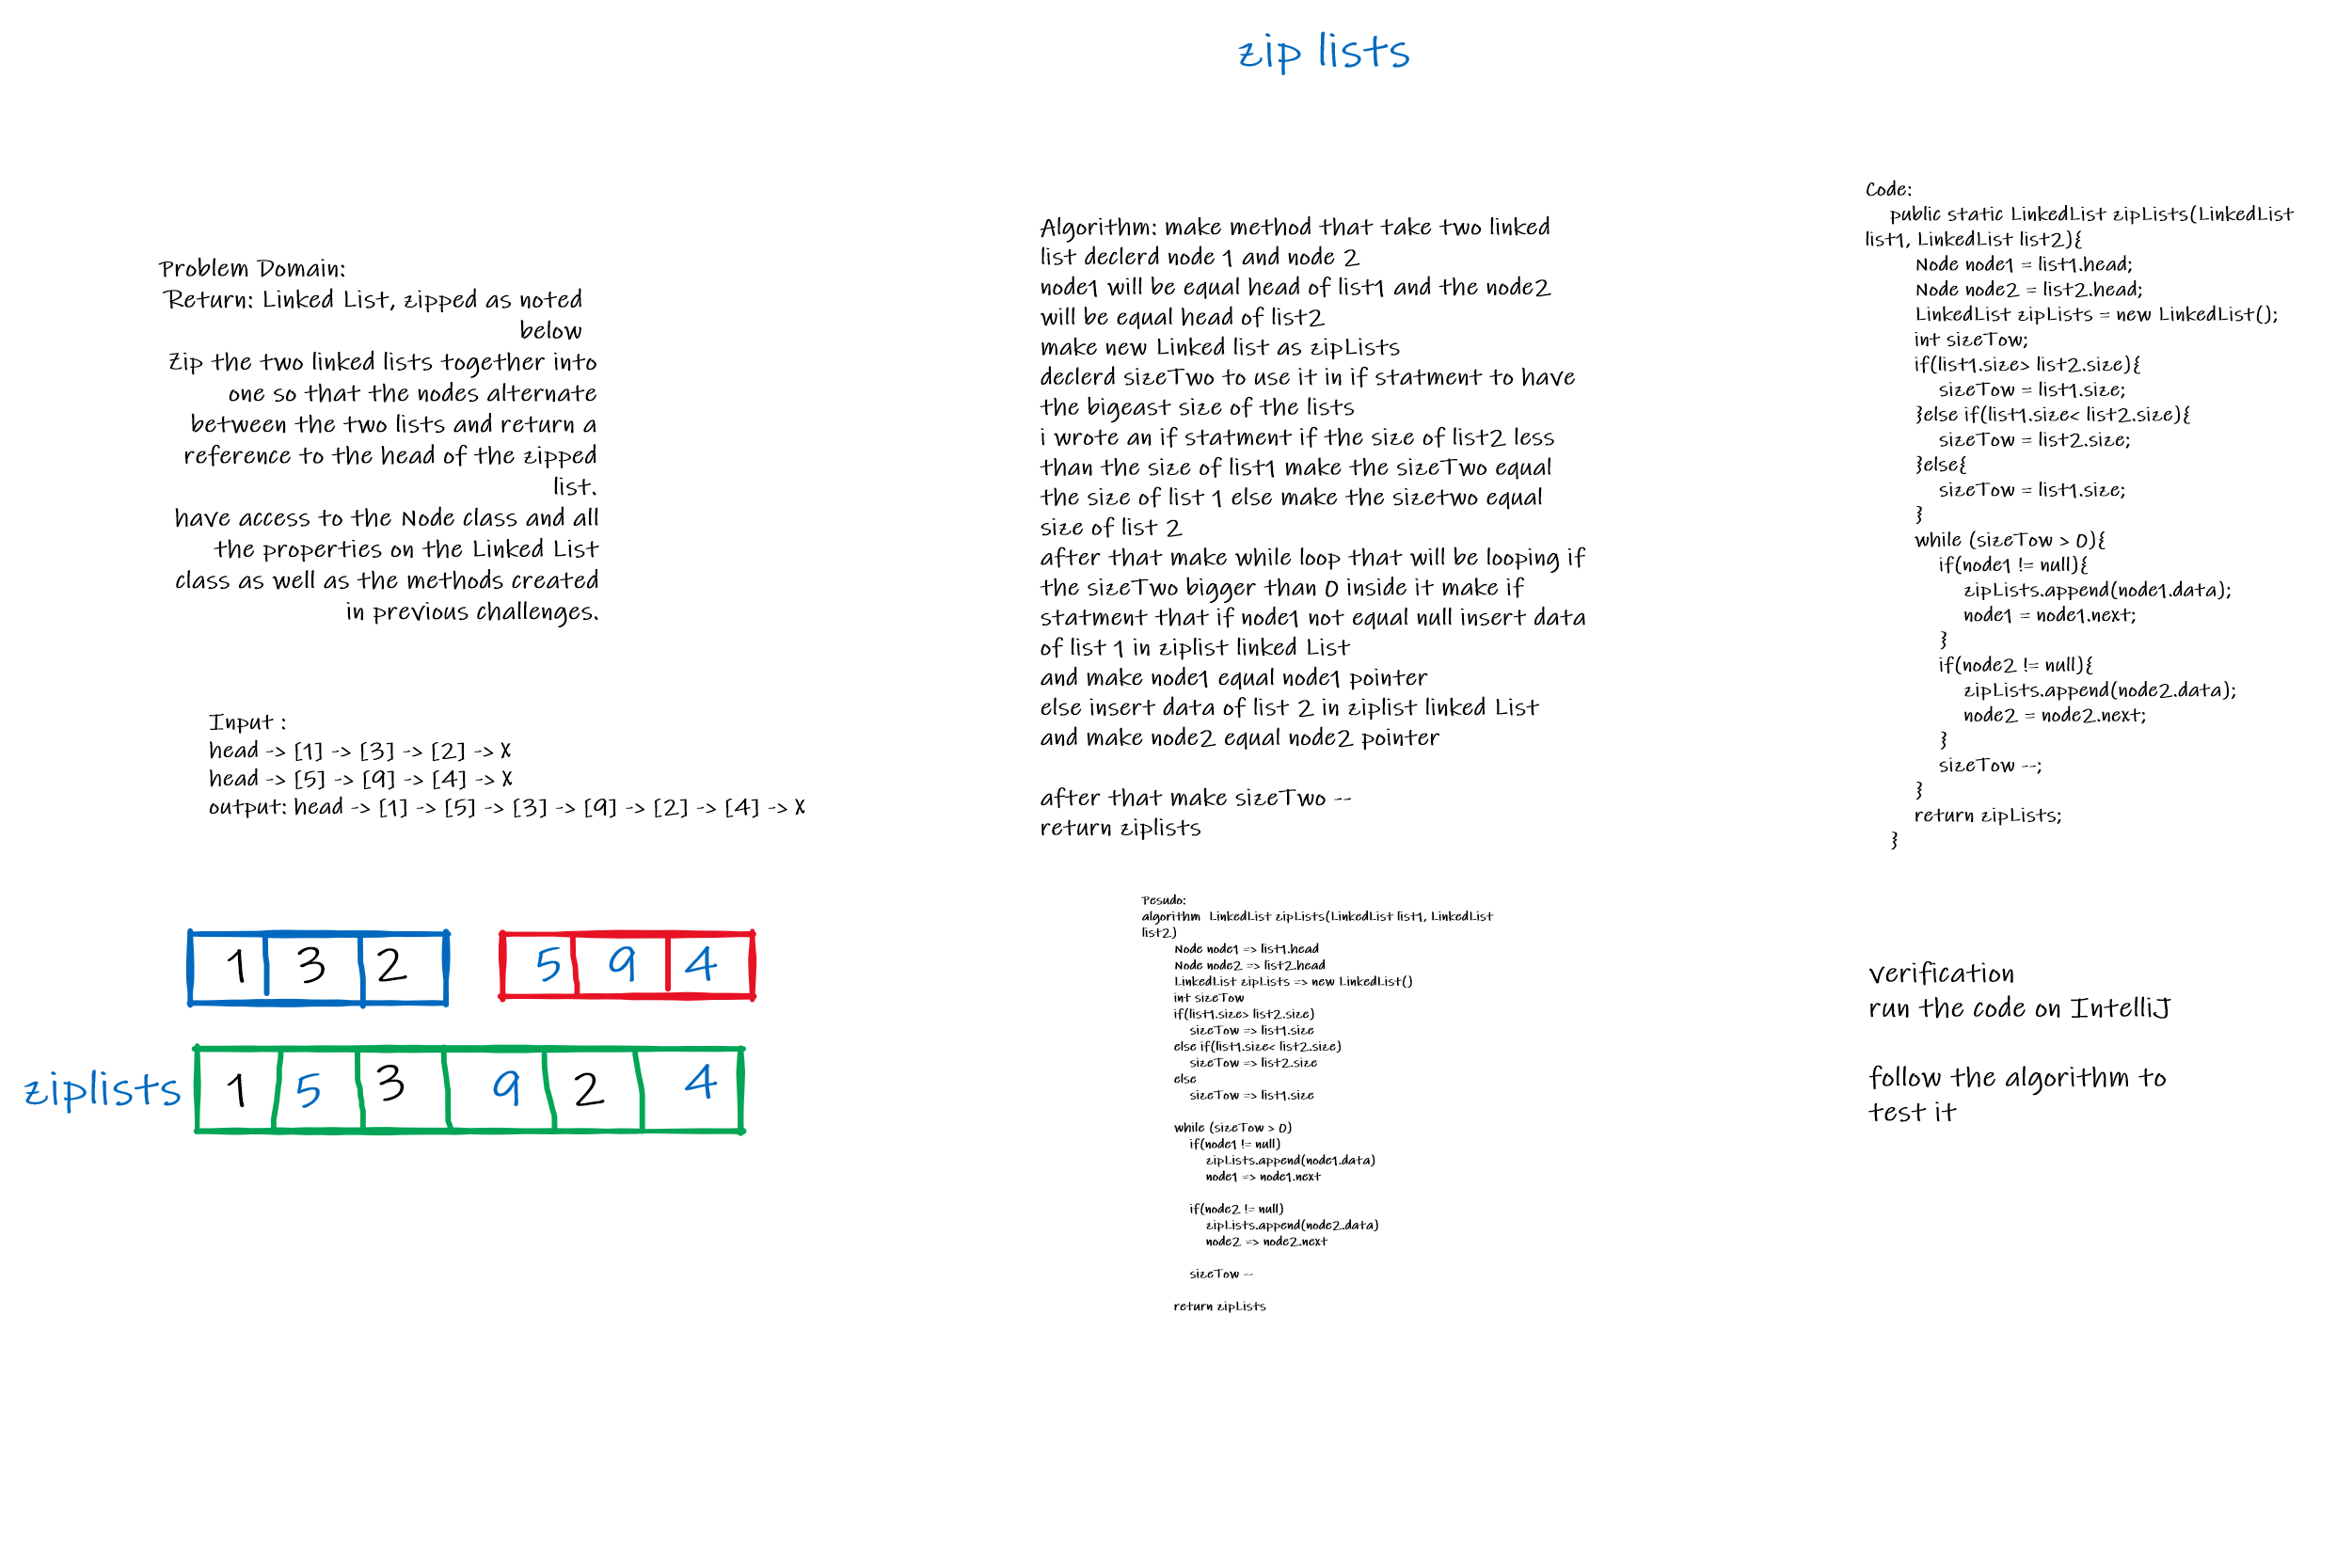 zip lists
Problem Domain:
Return: Linked List, zipped as noted
below
Zip the two linked lists together into
one so that the nodes alternate
between the two lists and return a
reference to the head of the zipped
list.
have access to the Node class and all
the properties on the Linked List
class as well as the methods created
in previous challenges.
Input :
head -> [1] -> [3] -> [2] -> X
head -> [5] -> [9] -> [4] -> X
output: head -> [1] -> [5] -> [3] -> [9] -> [2] -> [4] -> X
1 3 2
5 9 4
ziplists 1 5 3 9 2 4
Algorithm: make method that take two linked
list declerd node 1 and node 2
node1 will be equal head of list1 and the node2
will be equal head of list2
make new Linked list as zipLists
declerd sizeTwo to use it in if statment to have
the bigeast size of the lists
i wrote an if statment if the size of list2 less
than the size of list1 make the sizeTwo equal
the size of list 1 else make the sizetwo equal
size of list 2
after that make while loop that will be looping if
the sizeTwo bigger than 0 inside it make if
statment that if node1 not equal null insert data
of list 1 in ziplist linked List
and make node1 equal node1 pointer
else insert data of list 2 in ziplist linked List
and make node2 equal node2 pointer
after that make sizeTwo --
return ziplists
Pesudo:
algorithm LinkedList zipLists(LinkedList list1, LinkedList
list2)
Node node1 => list1.head
Node node2 => list2.head
LinkedList zipLists => new LinkedList()
int sizeTow
if(list1.size> list2.size)
sizeTow => list1.size
else if(list1.size< list2.size)
sizeTow => list2.size
else
sizeTow => list1.size
while (sizeTow > 0)
if(node1 != null)
zipLists.append(node1.data)
node1 => node1.next
if(node2 != null)
zipLists.append(node2.data)
node2 => node2.next
sizeTow --
return zipLists
Code:
public static LinkedList zipLists(LinkedList
list1, LinkedList list2){
Node node1 = list1.head;
Node node2 = list2.head;
LinkedList zipLists = new LinkedList();
int sizeTow;
if(list1.size> list2.size){
sizeTow = list1.size;
}else if(list1.size< list2.size){
sizeTow = list2.size;
}else{
sizeTow = list1.size;
}
while (sizeTow > 0){
if(node1 != null){
zipLists.append(node1.data);
node1 = node1.next;
}
if(node2 != null){
zipLists.append(node2.data);
node2 = node2.next;
}
sizeTow --;
}
return zipLists;
}
verification
run the code on IntelliJ
follow the algorithm to
test it